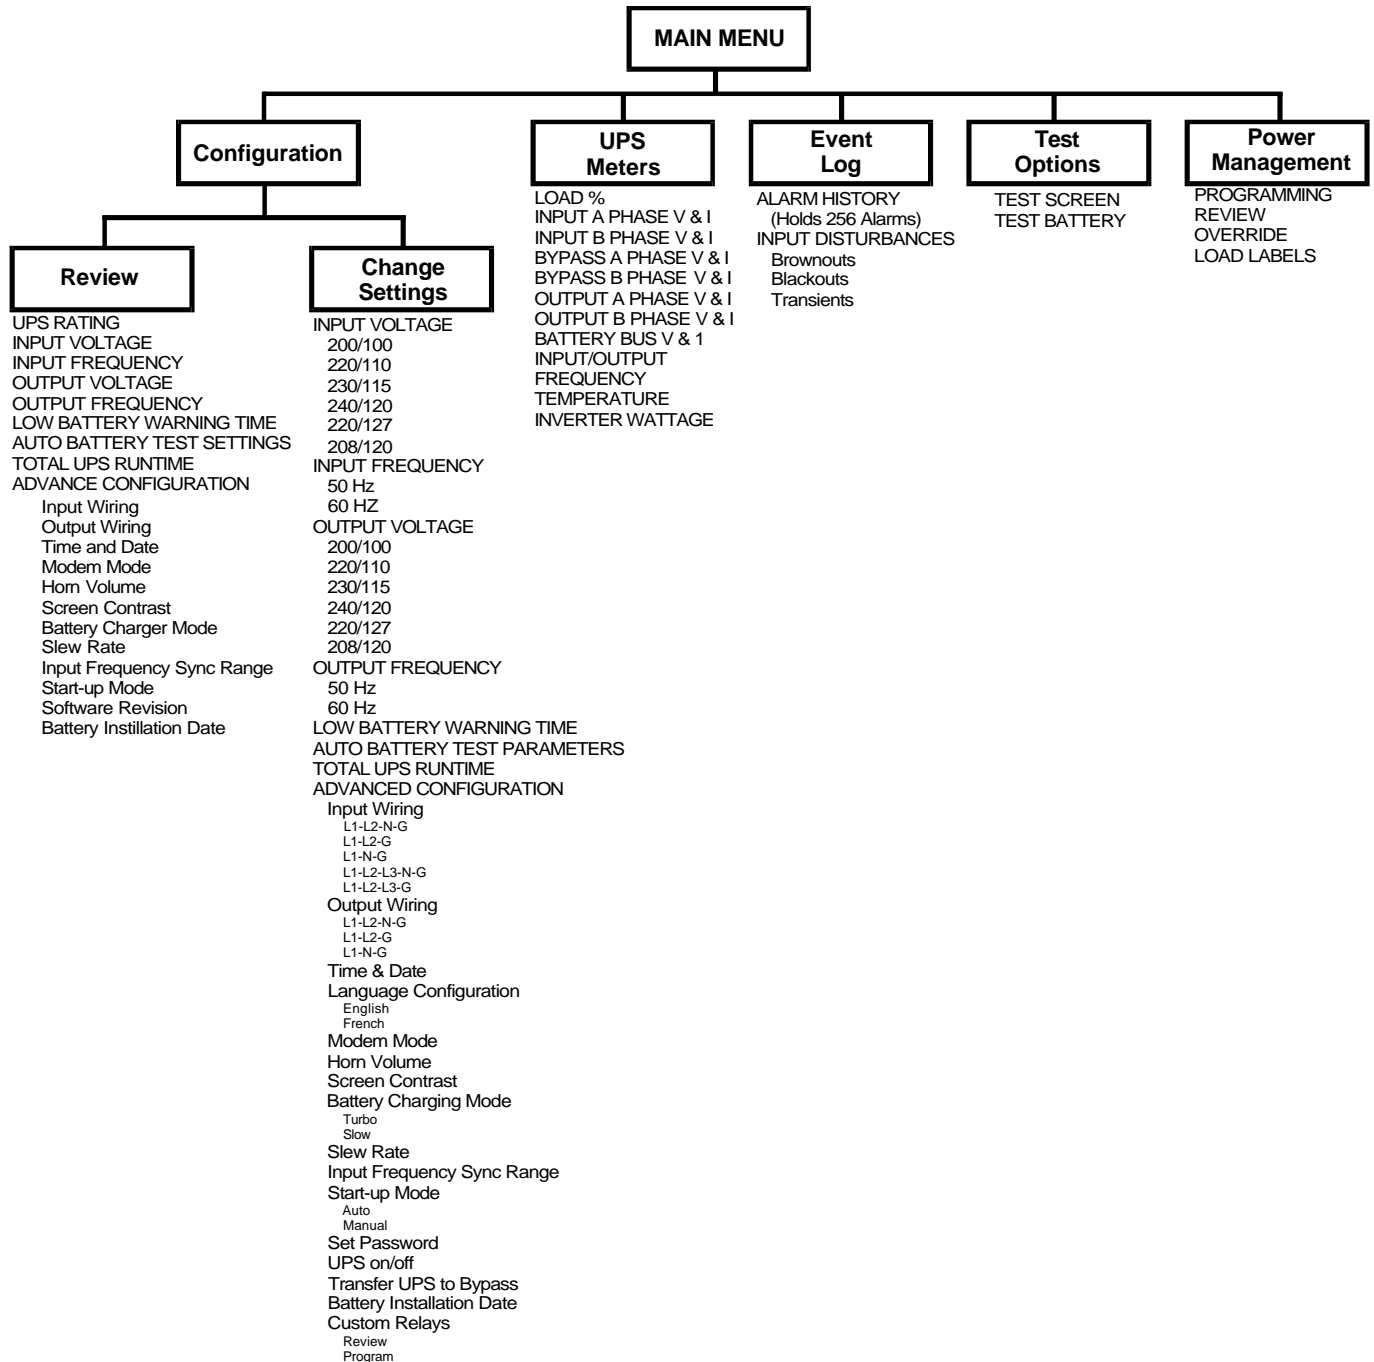 MAIN MENU
Configuration
UPS
Meters
Event
Log
Test
Options
Power
Management
Review
UPS RATING
INPUT VOLTAGE
INPUT FREQUENCY
OUTPUT VOLTAGE
OUTPUT FREQUENCY
LOW BATTERY WARNING TIME
AUTO BATTERY TEST SETTINGS
TOTAL UPS RUNTIME
ADVANCE CONFIGURATION
Input Wiring
Output Wiring
Time and Date
Modem Mode
Horn Volume
Screen Contrast
Battery Charger Mode
Slew Rate
Input Frequency Sync Range
Start-up Mode
Software Revision
Battery Instillation Date
Change
Settings
INPUT VOLTAGE
200/100
220/110
230/115
240/120
220/127
208/120
INPUT FREQUENCY
50 Hz
60 HZ
OUTPUT VOLTAGE
200/100
220/110
230/115
240/120
220/127
208/120
OUTPUT FREQUENCY
50 Hz
60 Hz
LOW BATTERY WARNING TIME
AUTO BATTERY TEST PARAMETERS
TOTAL UPS RUNTIME
ADVANCED CONFIGURATION
Input Wiring
L1-L2-N-G
L1-L2-G
L1-N-G
L1-L2-L3-N-G
L1-L2-L3-G
Output Wiring
L1-L2-N-G
L1-L2-G
L1-N-G
Time & Date
Language Configuration
English
French
Modem Mode
Horn Volume
Screen Contrast
Battery Charging Mode
Turbo
Slow
Slew Rate
Input Frequency Sync Range
Start-up Mode
Auto
Manual
Set Password
UPS on/off
Transfer UPS to Bypass
Battery Installation Date
Custom Relays
Review
Program
LOAD %
INPUT A PHASE V & I
INPUT B PHASE V & I
BYPASS A PHASE V & I
BYPASS B PHASE V & I
OUTPUT A PHASE V & I
OUTPUT B PHASE V & I
BATTERY BUS V & 1
INPUT/OUTPUT
FREQUENCY
TEMPERATURE
INVERTER WATTAGE
ALARM HISTORY
(Holds 256 Alarms)
INPUT DISTURBANCES
Brownouts
Blackouts
Transients
TEST SCREEN
TEST BATTERY
PROGRAMMING
REVIEW
OVERRIDE
LOAD LABELS